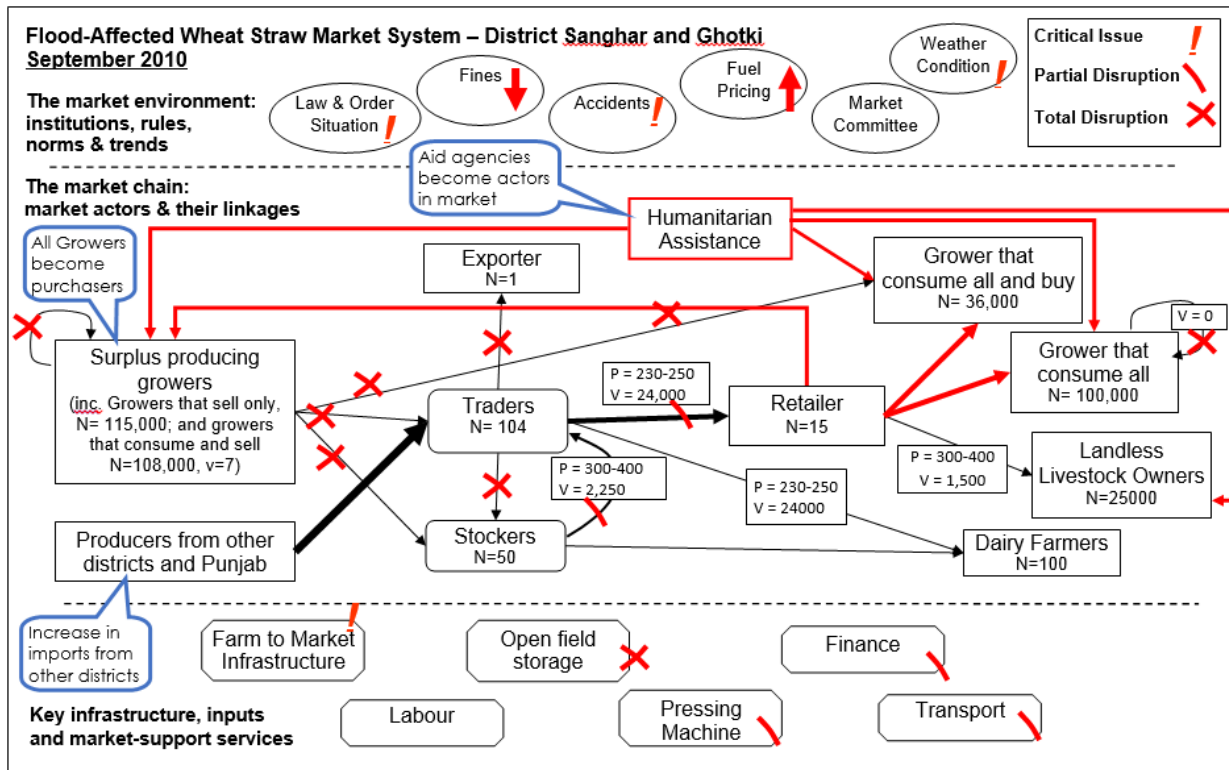 Flood-Affected Wheat Straw Market System – District Sanghar and Ghotki
September 2010
The market environment:
institutions, rules,
norms & trends
Law & Order
Situation
!
Fines
Accidents
!
Fuel
Pricing
Market
Committee
Weather
Condition
!
Critical Issue
!
Partial Disruption
Total Disruption
The market chain:
market actors & their linkages
Aid agencies
become actors
in market
Humanitarian
Assistance
All Growers
become
purchasers
Exporter
N=1
Grower that
consume all and buy
N= 36,000
V = 0
Surplus producing
growers
(inc. Growers that sell only,
N= 115,000; and growers
that consume and sell
N=108,000, v=7)
Traders
N= 104
P = 230-250
V = 24,000
Retailer
N=15
Grower that
consume all
N= 100,000
P = 300-400
V = 2,250
P = 230-250
V = 24000
P = 300-400
V = 1,500
Landless
Livestock Owners
N=25000
Producers from other
districts and Punjab
Stockers
N=50
Dairy Farmers
N=100
Increase in
imports from
other districts
Farm to Market
Infrastructure
!
Open field
storage
Finance
Key infrastructure, inputs
and market-support services
Labour
Pressing
Machine
Transport